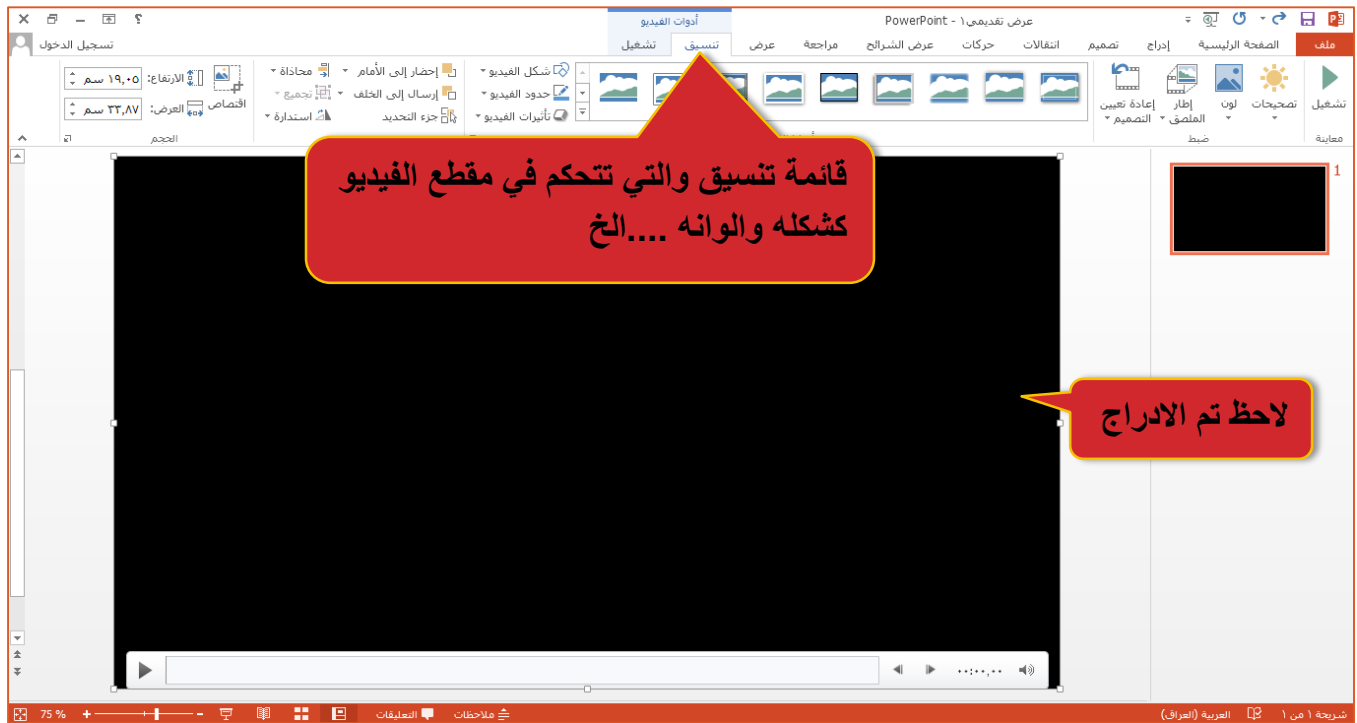 عرض تقديمي١ - PowerPoint
أدوات الفيديو
ملف
الصفحة الرئيسية
إدراج
تصميم
انتقالات
حركات
عرض الشرائح
مراجعة
عرض
تنسيق
تشغيل
تسجيل الدخول
تشغيل
تصحيحات
لون
إطار
الملصق
إعادة تعيين
التصميم
شكل الفيديو
حدود الفيديو
تأثيرات الفيديو
إحضار إلى الأمام
إرسال إلى الخلف
جزء التحديد
محاذاة
تجميع
استدارة
اقتصاص
الارتفاع: ١٩,٠٥ سم
العرض: ٣٣,٨٧ سم
معاينة
ضبط
الحجم
قائمة تنسيق والتي تتحكم في مقطع الفيديو
كشكله والوانه ....الخ
1
لاحظ تم الادراج
٠٠:٠٠,٠٠
شريحة ١ من ١
العربية (العراق)
ملاحظات
التعليقات
75 %